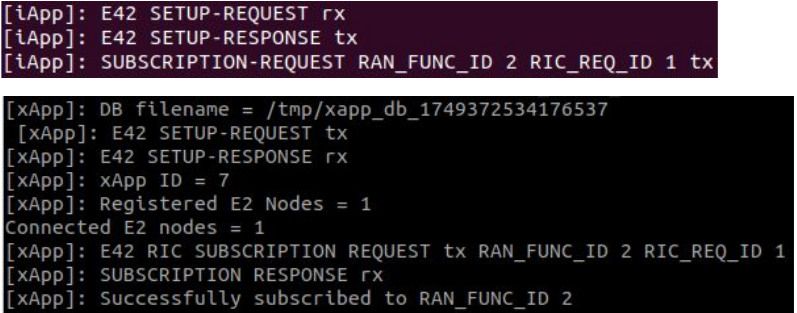 [iApp]: E42 SETUP-REQUEST rx
[iApp]: E42 SETUP-RESPONSE tx
[iApp]: SUBSCRIPTION-REQUEST RAN_FUNC_ID 2 RIC_REQ_ID 1 tx
[xApp]: DB filename = /tmp/xapp_db_1749372534176537
[xApp]: E42 SETUP-REQUEST tx
[xApp]: E42 SETUP-RESPONSE rx
[xApp]: xApp ID = 7
[xApp]: Registered E2 Nodes = 1
Connected E2 nodes = 1
[xApp]: E42 RIC SUBSCRIPTION REQUEST tx RAN_FUNC_ID 2 RIC_REQ_ID 1
[xApp]: SUBSCRIPTION RESPONSE rx
[xApp]: Successfully subscribed to RAN_FUNC_ID 2